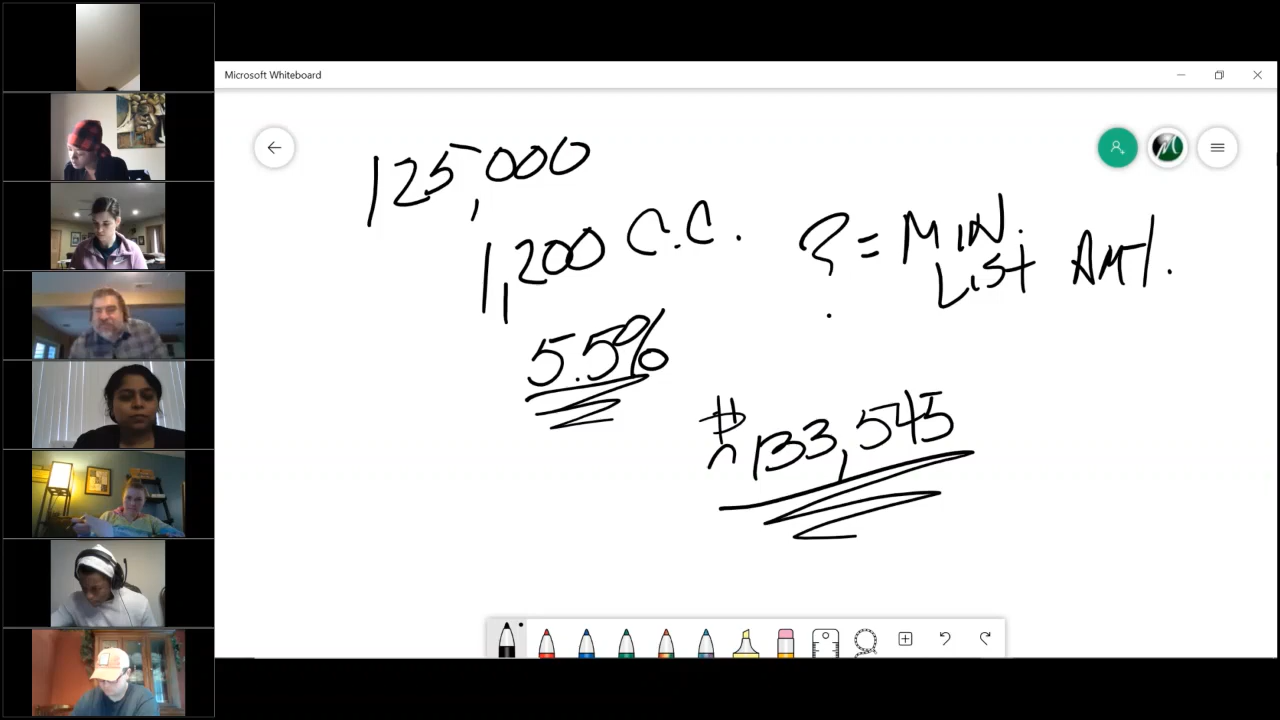 Microsoft Whiteboard
125,000
1,200 C.C.
? = MIN.
LIST AMT.
5.5%
$133,545